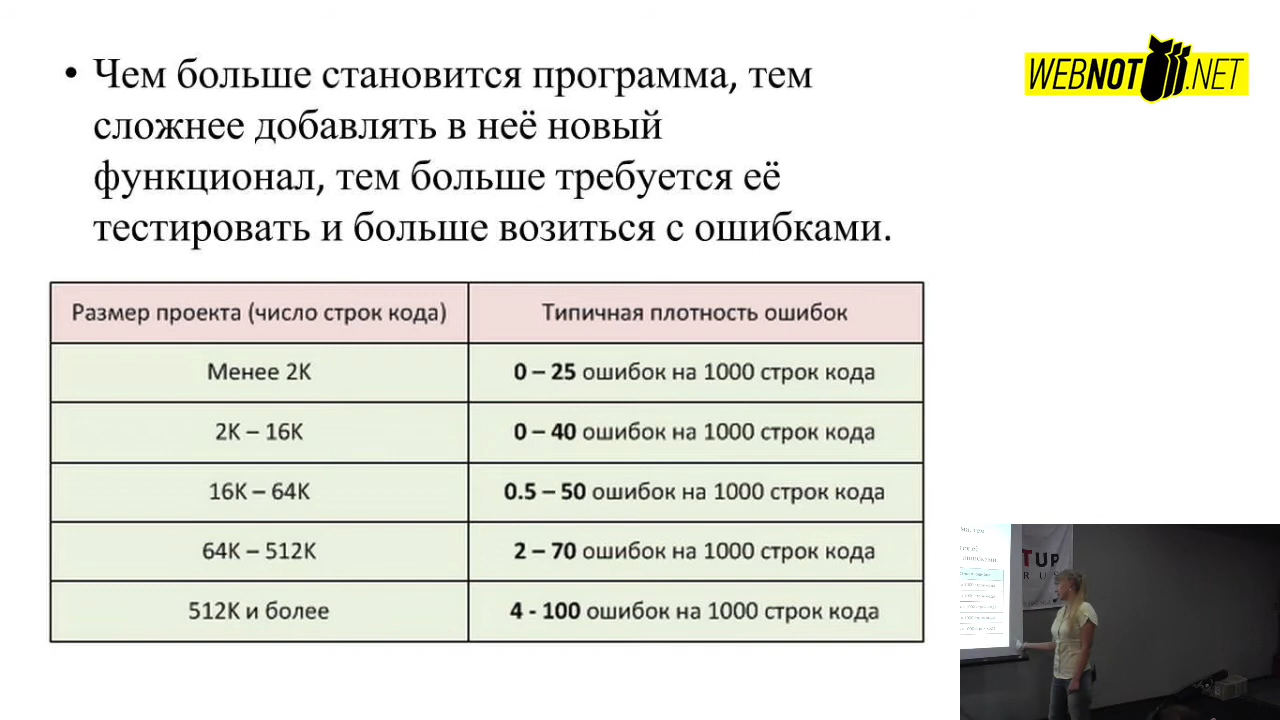 • Чем больше становится программа, тем
сложнее добавлять в неё новый
функционал, тем больше требуется её
тестировать и больше возиться с ошибками.
WEBNOT.NET
Размер проекта (число строк кода) Типичная плотность ошибок
Менее 2K 0 – 25 ошибок на 1000 строк кода
2K – 16K 0 – 40 ошибок на 1000 строк кода
16K – 64K 0.5 – 50 ошибок на 1000 строк кода
64K – 512K 2 – 70 ошибок на 1000 строк кода
512K и более 4 - 100 ошибок на 1000 строк кода
TUP
RUS